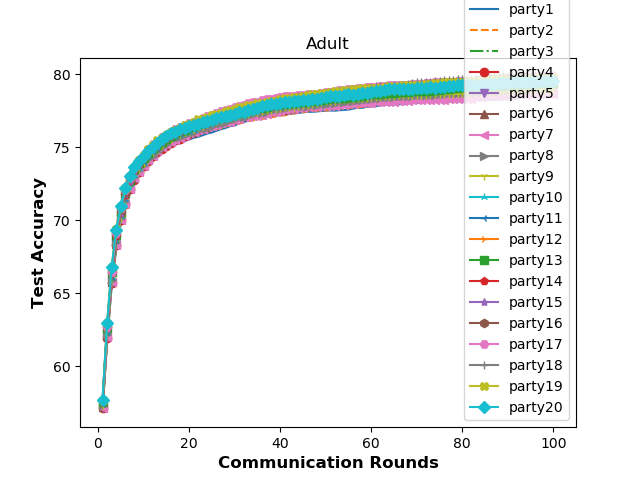 Adult
party1
party2
party3
party4
party5
party6
party7
party8
party9
party10
party11
party12
party13
party14
party15
party16
party17
party18
party19
party20
80
75
70
65
60
Test Accuracy
0 20 40 60 80 100
Communication Rounds